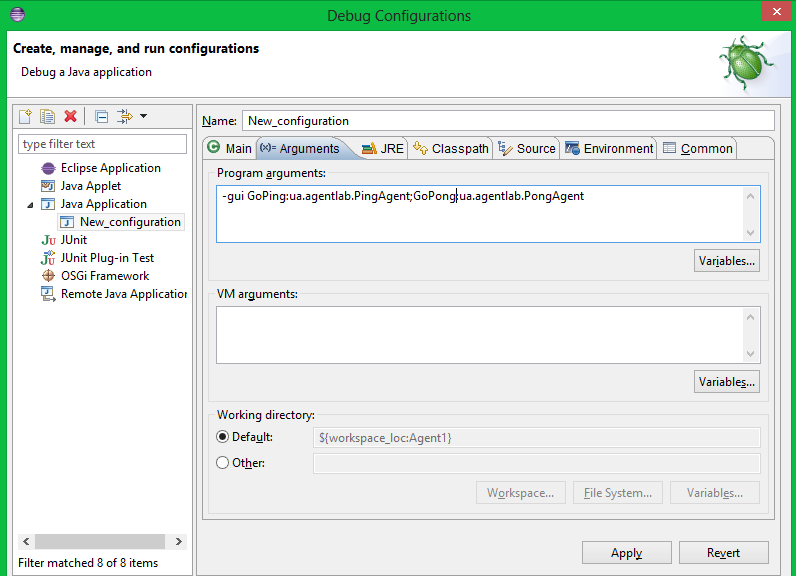 Debug Configurations
Create, manage, and run configurations
Debug a Java application
type filter text
Eclipse Application
Java Applet
Java Application
New_configuration
JUnit
JUnit Plug-in Test
OSGi Framework
Remote Java Application
Filter matched 8 of 8 items
Name: New_configuration
Main (x)= Arguments JRE Classpath Source Environment Common
Program arguments:
-gui GoPing:ua.agentlab.PingAgent;GoPong:ua.agentlab.PongAgent
Variables...
VM arguments:
Variables...
Working directory:
Default: ${workspace_loc:Agent1}
Other:
Workspace... File System... Variables...
Apply Revert